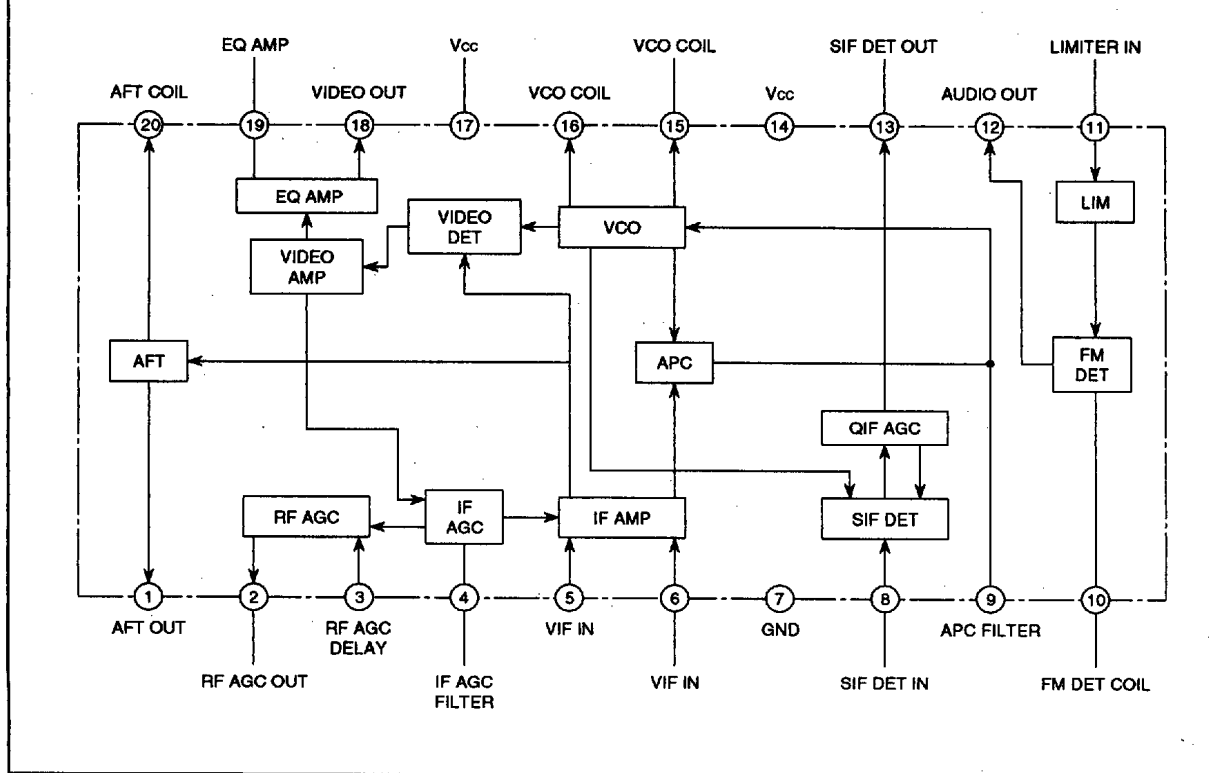 EQ AMP
Vcc
VCO COIL
SIF DET OUT
LIMITER IN
AFT COIL
VIDEO OUT
VCO COIL
Vcc
AUDIO OUT
20
19
18
17
16
15
14
13
12
11
EQ AMP
LIM
VIDEO
DET
VCO
VIDEO
AMP
AFT
APC
FM
DET
QIF AGC
RF AGC
IF
AGC
IF AMP
SIF DET
1
2
3
4
5
6
7
8
9
10
AFT OUT
RF AGC
DELAY
VIF IN
GND
APC FILTER
RF AGC OUT
IF AGC
FILTER
VIF IN
SIF DET IN
FM DET COIL